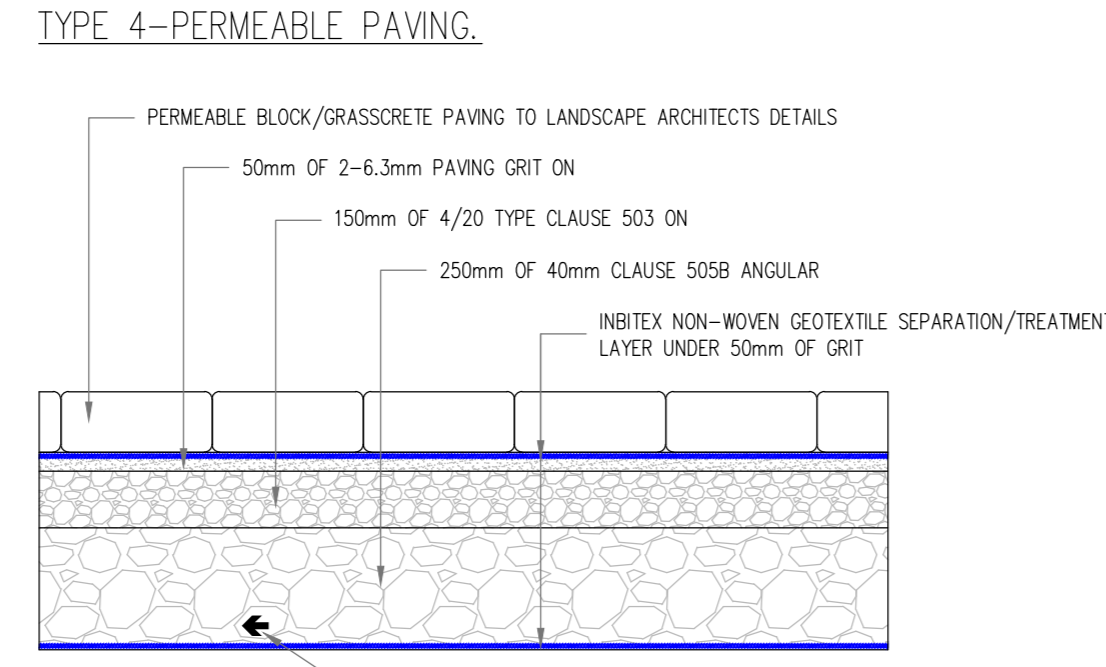 TYPE 4-PERMEABLE PAVING.
PERMEABLE BLOCK/GRASSCRETE PAVING TO LANDSCAPE ARCHITECTS DETAILS
50mm OF 2-6.3mm PAVING GRIT ON
150mm OF 4/20 TYPE CLAUSE 503 ON
250mm OF 40mm CLAUSE 505B ANGULAR
INBITEX NON-WOVEN GEOTEXTILE SEPARATION/TREATMENT
LAYER UNDER 50mm OF GRIT